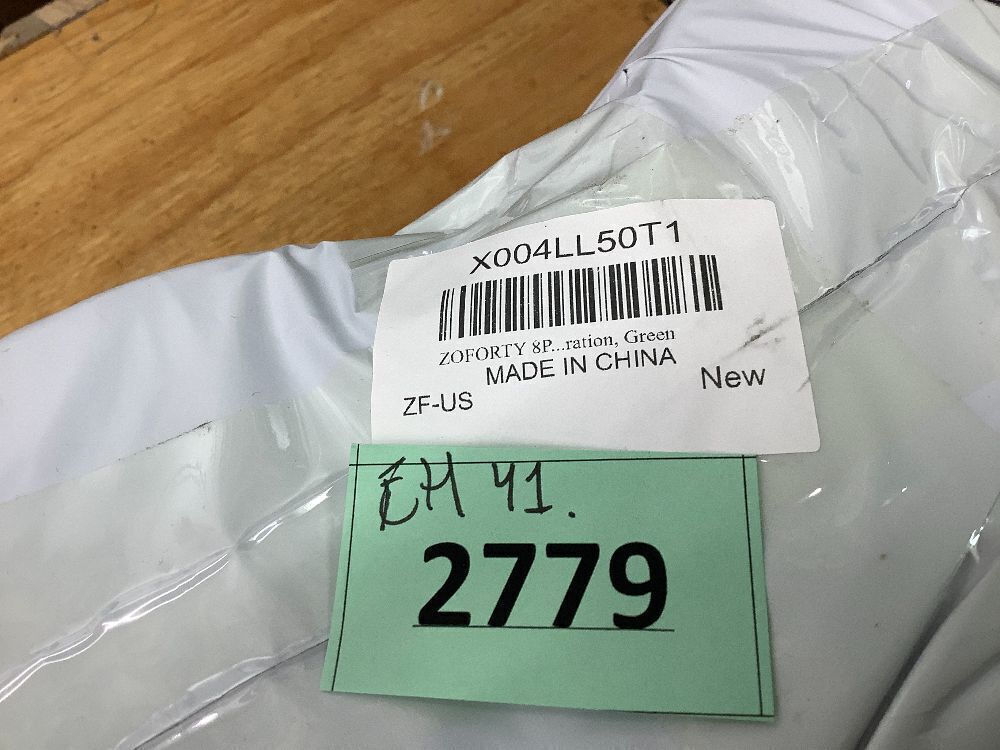 X004LL50T1
ZOFORTY 8P...ration, Green
MADE IN CHINA
New
ZF-US
EH 41.
2779